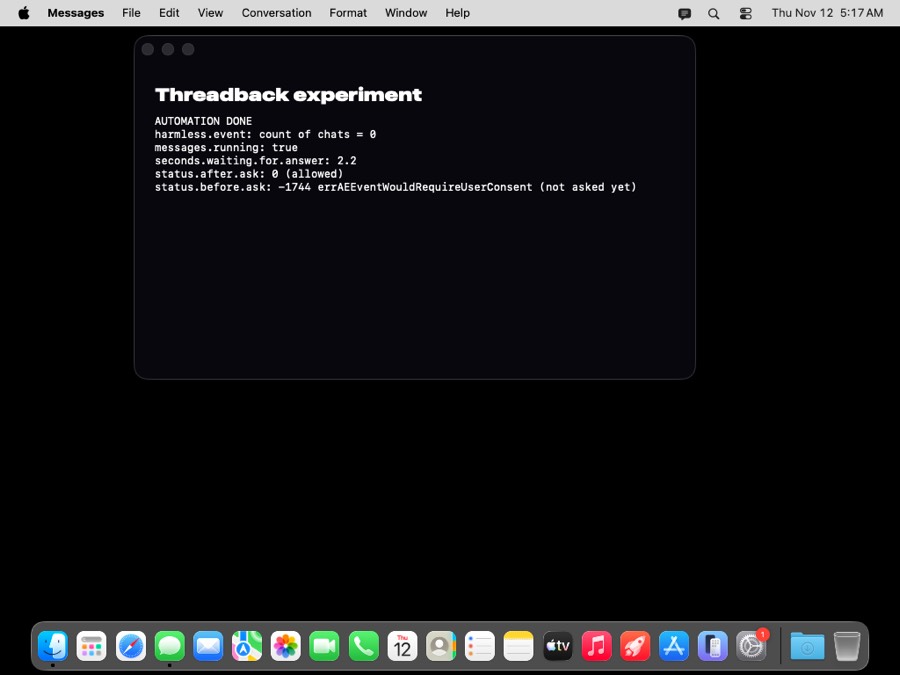 Messages File Edit View Conversation Format Window Help Thu Nov 12 5:17 AM
Threadback experiment
AUTOMATION DONE
harmless.event: count of chats = 0
messages.running: true
seconds.waiting.for.answer: 2.2
status.after.ask: 0 (allowed)
status.before.ask: -1744 errAEEventWouldRequireUserConsent (not asked yet)
Thu
12
tv
1